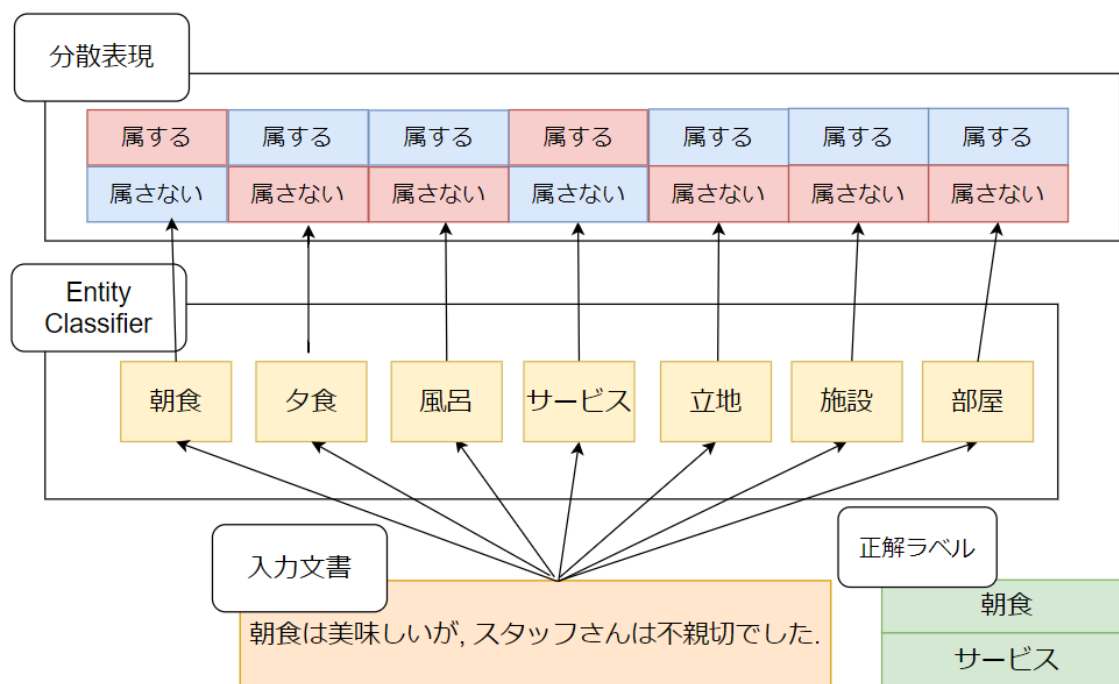 分散表現
属する 属する 属する 属する 属する 属する 属する
属さない 属さない 属さない 属さない 属さない 属さない 属さない
Entity
Classifier
朝食 夕食 風呂 サービス 立地 施設 部屋
入力文書
朝食は美味しいが, スタッフさんは不親切でした.
正解ラベル
朝食
サービス